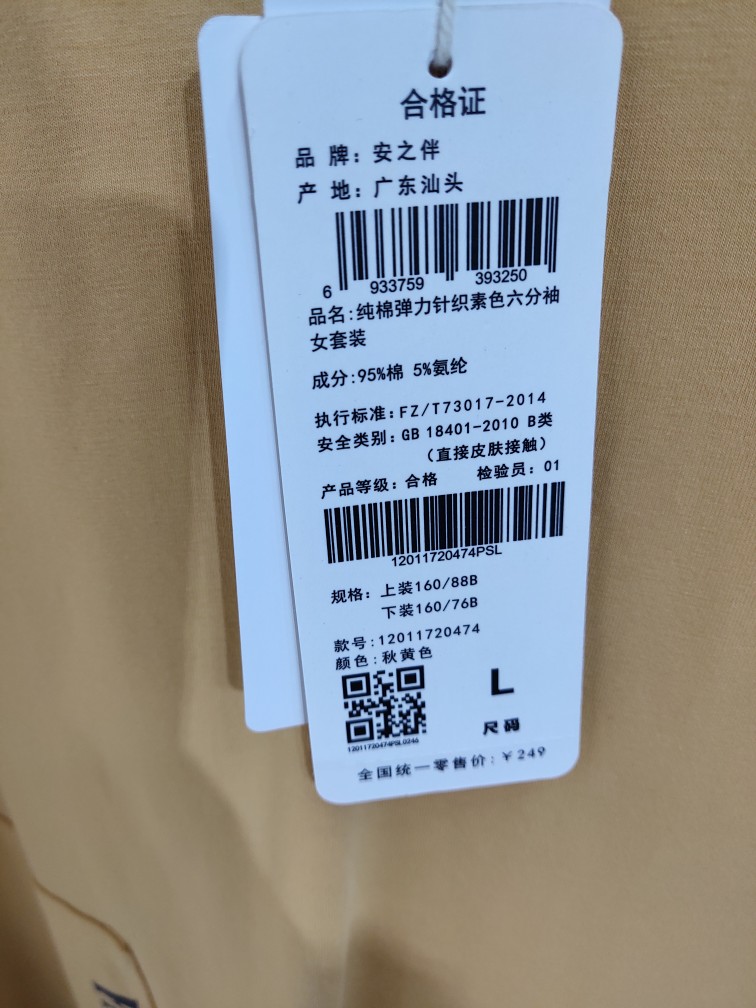 合格证
品 牌：安之伴
产 地：广东汕头
6 933759 393250
品名:纯棉弹力针织素色六分袖
女套装
成分:95%棉 5%氨纶
执行标准:FZ/T73017-2014
安全类别:GB 18401-2010 B类
（直接皮肤接触）
产品等级：合格 检验员：01
12011720474PSL
规格：上装160/88B
下装160/76B
款号:12011720474
颜色:秋黄色
L
尺码
12011720474PSL0246
全国统一零售价:￥249